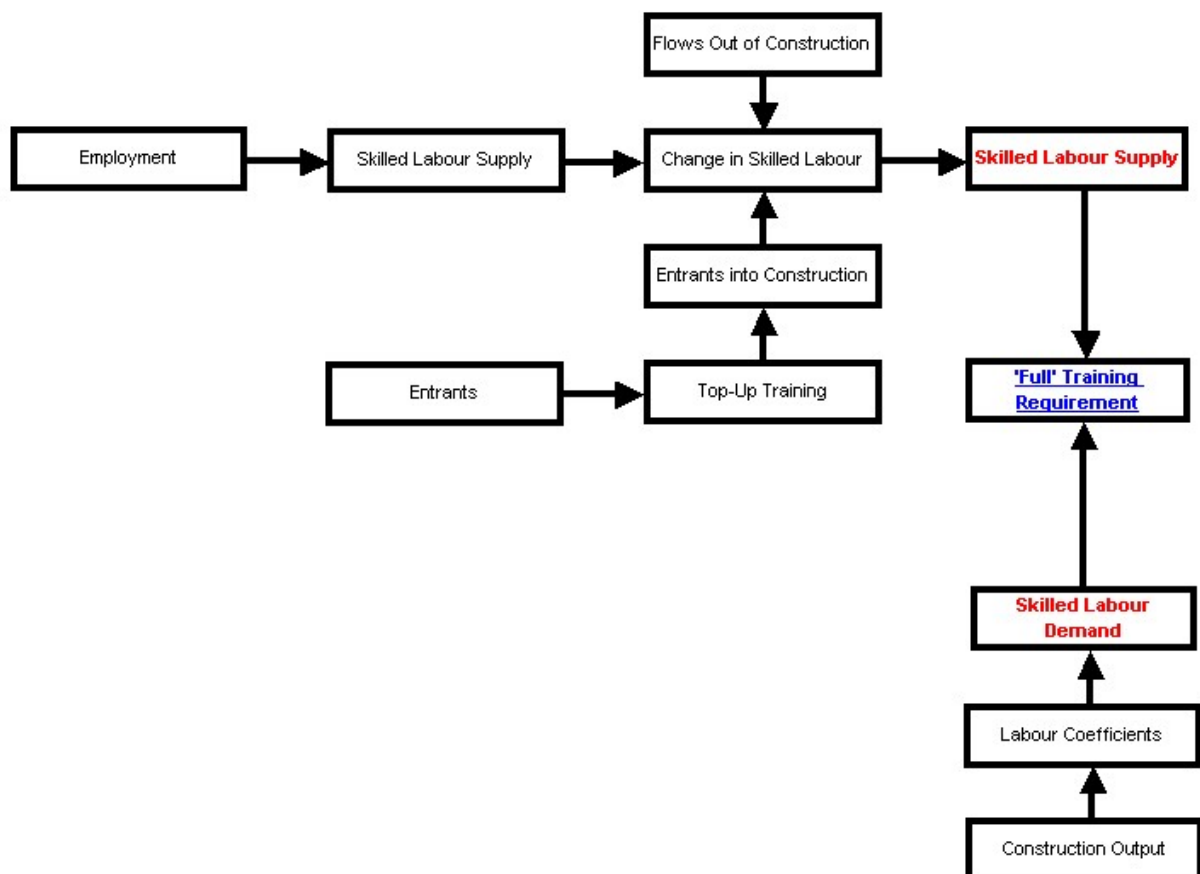 Flows Out of Construction
Employment
Skilled Labour Supply
Change in Skilled Labour
Skilled Labour Supply
Entrants into Construction
Entrants
Top-Up Training
'Full' Training
Requirement
Skilled Labour
Demand
Labour Coefficients
Construction Output